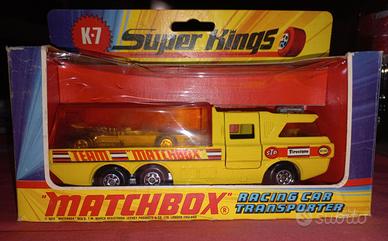 K-7
Super Kings
TEAM MATCHBOX
STP
Firestone
"MATCHBOX"®
RACING CAR
TRANSPORTER
subito